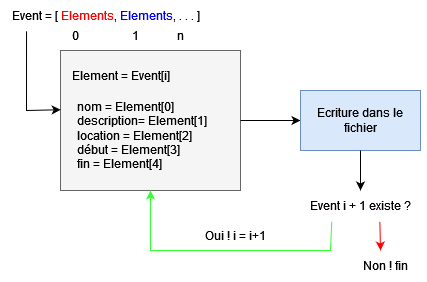 Event = [ Elements, Elements, . . . ]
0 1 n
Element = Event[i]
nom = Element[0]
description= Element[1]
location = Element[2]
début = Element[3]
fin = Element[4]
Ecriture dans le
fichier
Event i + 1 existe ?
Oui ! i = i+1
Non ! fin